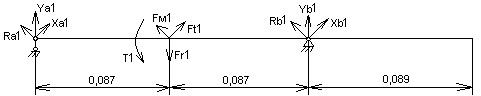 Ya1
Ra1 Xa1
T1
Fм1 Ft1
Fr1
Yb1
Rb1 Xb1
0,087 0,087 0,089